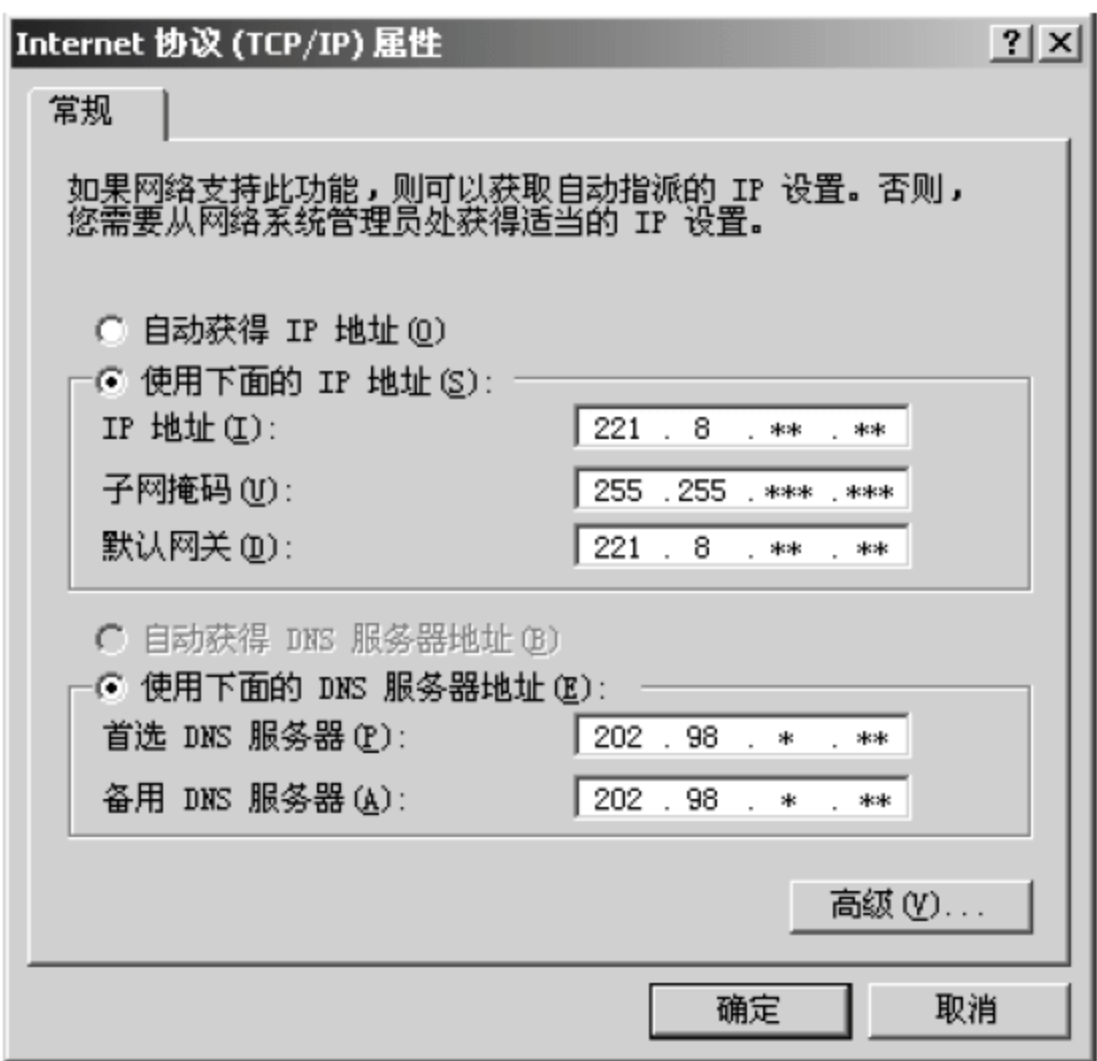 Internet 协议 (TCP/IP) 属性
常规
如果网络支持此功能，则可以获取自动指派的 IP 设置。否则，
您需要从网络系统管理员处获得适当的 IP 设置。
自动获得 IP 地址(O)
使用下面的 IP 地址(S):
IP 地址(I): 221 . 8 . ** . **
子网掩码(U): 255 .255 .*** .***
默认网关(D): 221 . 8 . ** . **
自动获得 DNS 服务器地址(B)
使用下面的 DNS 服务器地址(E):
首选 DNS 服务器(P): 202 . 98 . * . **
备用 DNS 服务器(A): 202 . 98 . * . **
高级(V)...
确定 取消